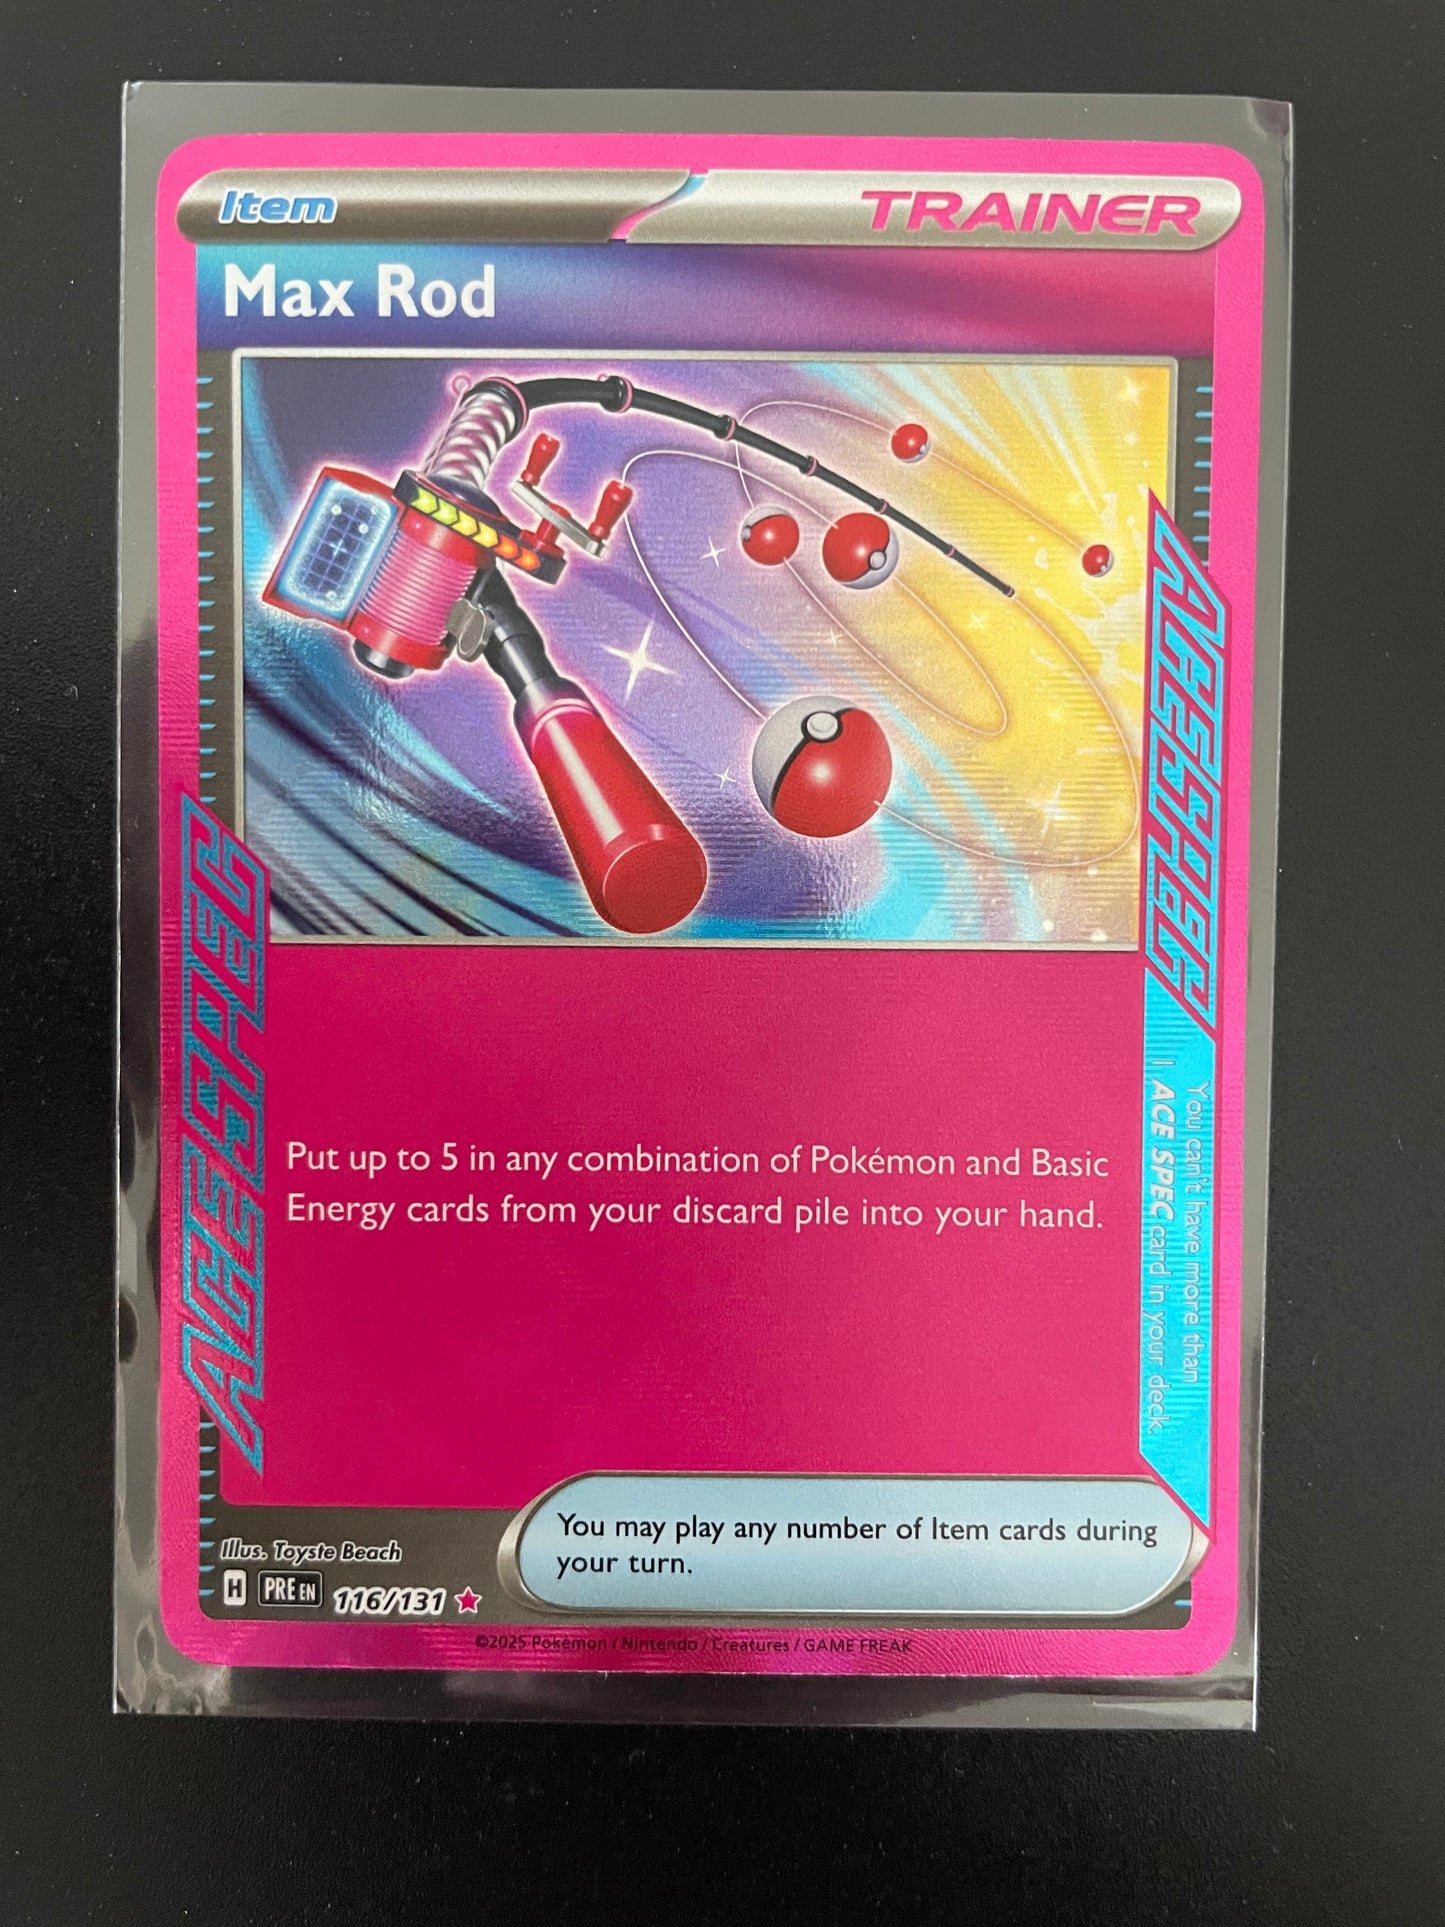 Item
TRAINER
Max Rod
ACE SPEC
ACE SPEC
Put up to 5 in any combination of Pokémon and Basic
Energy cards from your discard pile into your hand.
You can't have more than
1 ACE SPEC card in your deck.
You may play any number of Item cards during
your turn.
Illus. Toyste Beach
H PRE EN 116/131
©2025 Pokémon / Nintendo / Creatures / GAME FREAK